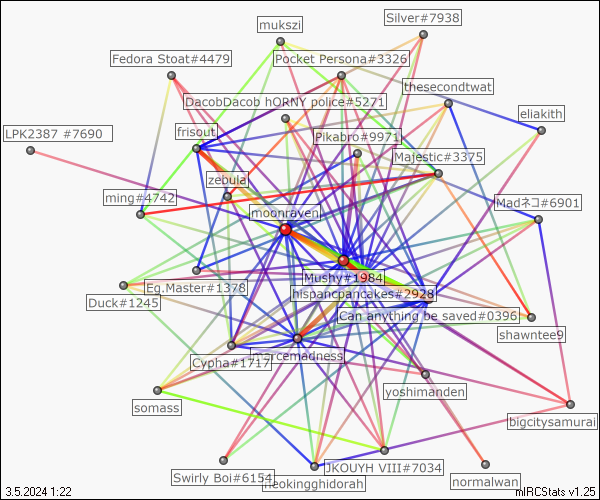 Silver#7938
mukszi
Fedora Stoat#4479
Pocket Persona#3326
thesecondtwat
DacobDacob hORNY police#5271
eliakith
LPK2387 #7690
frisout
Pikabro#9971
Majestic#3375
zebula
ming#4742
Madネコ#6901
moonraven
Mushy#1984
Eg.Master#1378
hispancpancakes#2928
Duck#1245
Can anything be saved#0396
shawntee9
marcemadness
Cypha#1717
yoshimanden
somass
bigcitysamurai
JKOUYH VIII#7034
Swirly Boi#6154
neokingghidorah
normalwan
3.5.2024 1:22
mIRCStats v1.25